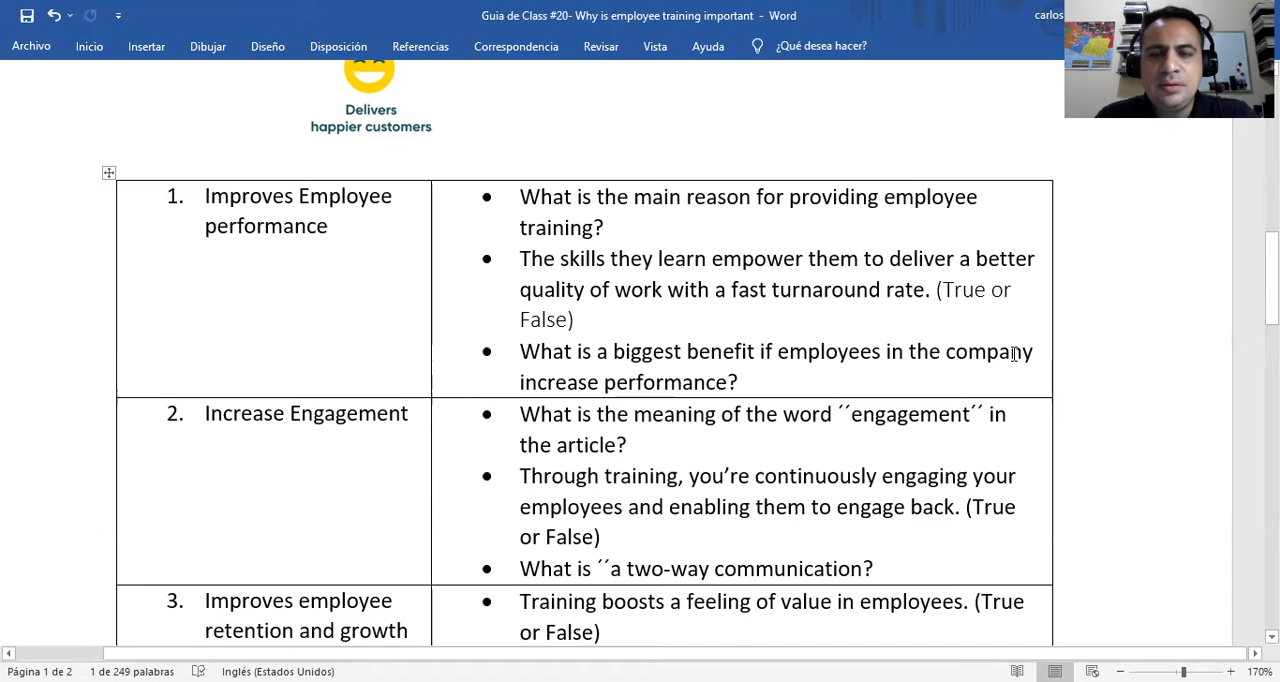 Guia de Class #20- Why is employee training important - Word
carlos
Archivo
Inicio
Insertar
Dibujar
Diseño
Disposición
Referencias
Correspondencia
Revisar
Vista
Ayuda
¿Qué desea hacer?
Delivers
happier customers
1. Improves Employee
performance
• What is the main reason for providing employee
training?
• The skills they learn empower them to deliver a better
quality of work with a fast turnaround rate. (True or
False)
• What is a biggest benefit if employees in the company
increase performance?
2. Increase Engagement
• What is the meaning of the word ´´engagement´´ in
the article?
• Through training, you’re continuously engaging your
employees and enabling them to engage back. (True
or False)
• What is ´´a two-way communication?
3. Improves employee
retention and growth
• Training boosts a feeling of value in employees. (True
or False)
Página 1 de 2
1 de 249 palabras
Inglés (Estados Unidos)
170%